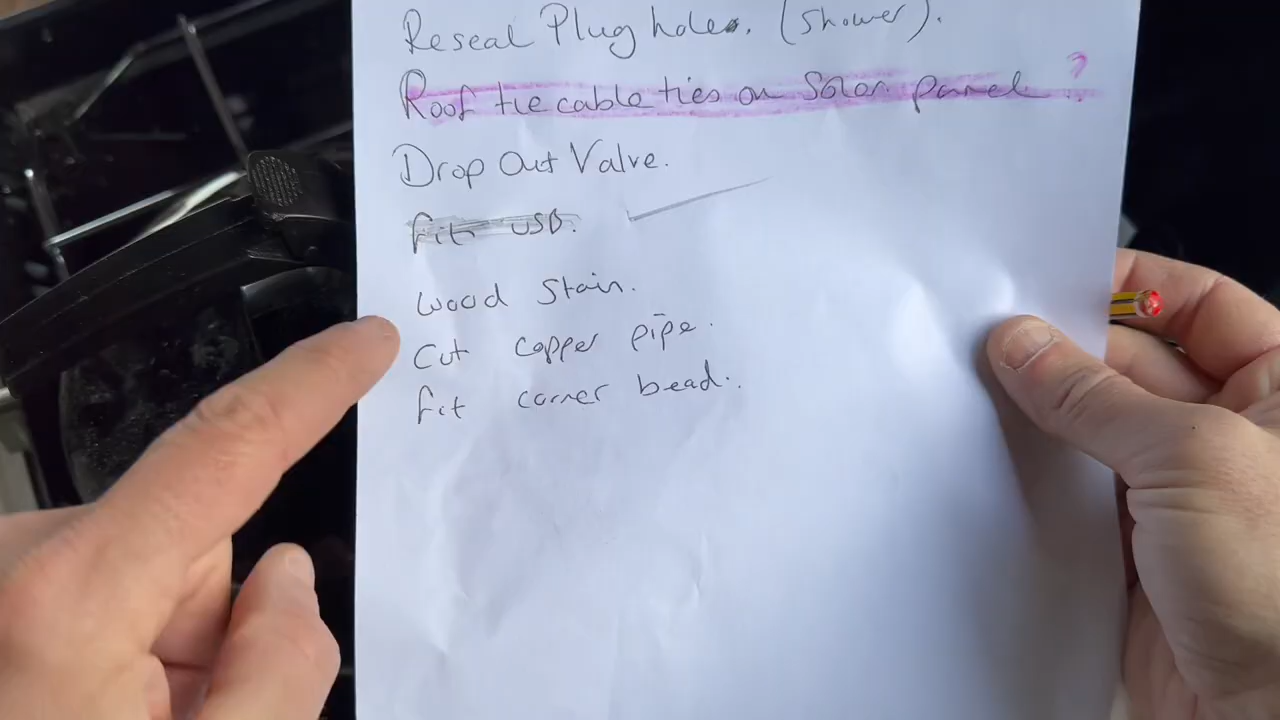 Reseal Plug hole. (Shower).
Roof tie cable ties on Solar panel ?
Drop Out Valve.
fit USB.
Wood Stain.
Cut copper pipe.
fit corner bead..